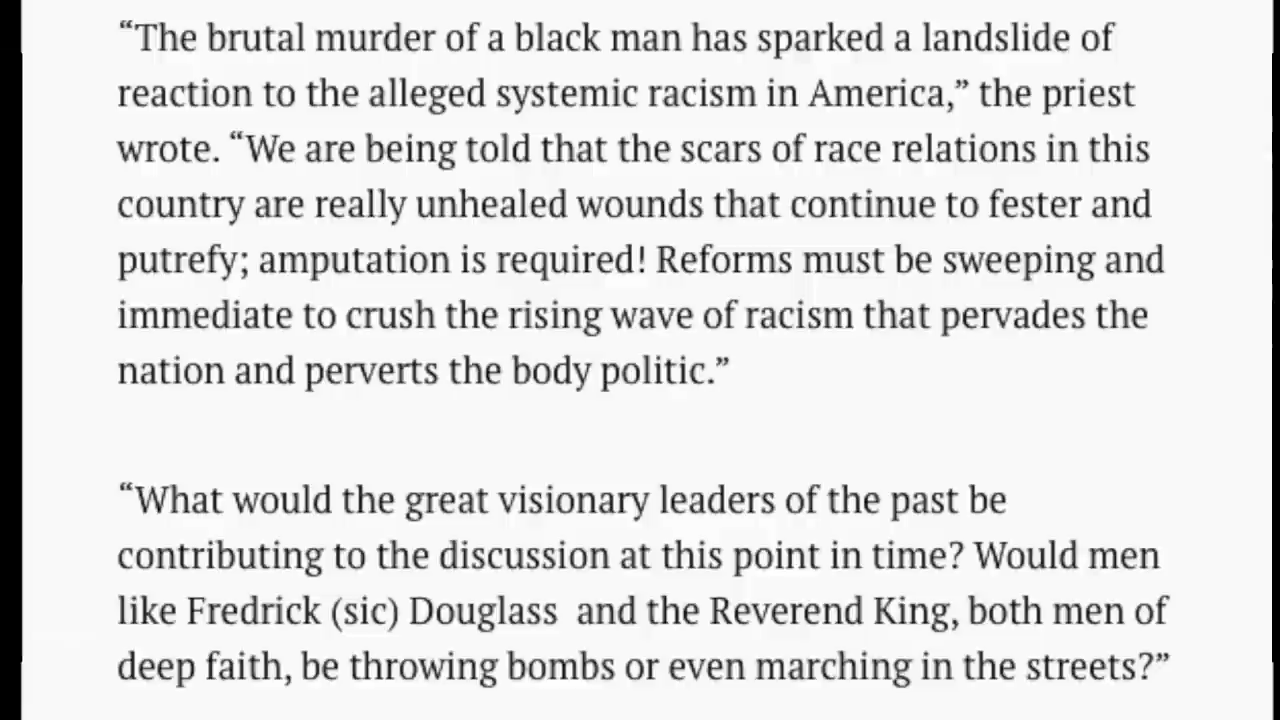 “The brutal murder of a black man has sparked a landslide of
reaction to the alleged systemic racism in America,” the priest
wrote. “We are being told that the scars of race relations in this
country are really unhealed wounds that continue to fester and
putrefy; amputation is required! Reforms must be sweeping and
immediate to crush the rising wave of racism that pervades the
nation and perverts the body politic.”
“What would the great visionary leaders of the past be
contributing to the discussion at this point in time? Would men
like Fredrick (sic) Douglass  and the Reverend King, both men of
deep faith, be throwing bombs or even marching in the streets?”